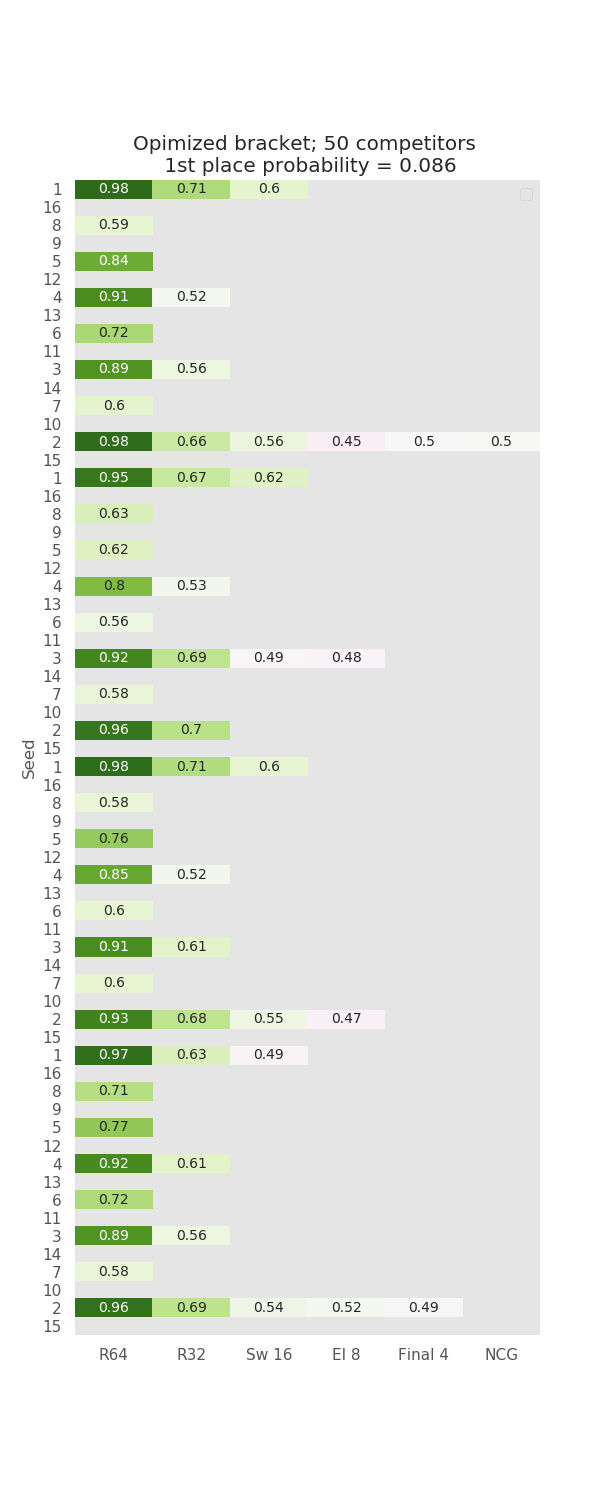 Opimized bracket; 50 competitors
1st place probability = 0.086
1 0.98 0.71 0.6
16
8 0.59
9
5 0.84
12
4 0.91 0.52
13
6 0.72
11
3 0.89 0.56
14
7 0.6
10
2 0.98 0.66 0.56 0.45 0.5 0.5
15
1 0.95 0.67 0.62
16
8 0.63
9
5 0.62
12
4 0.8 0.53
13
6 0.56
11
3 0.92 0.69 0.49 0.48
14
7 0.58
10
2 0.96 0.7
15
Seed
1 0.98 0.71 0.6
16
8 0.58
9
5 0.76
12
4 0.85 0.52
13
6 0.6
11
3 0.91 0.61
14
7 0.6
10
2 0.93 0.68 0.55 0.47
15
1 0.97 0.63 0.49
16
8 0.71
9
5 0.77
12
4 0.92 0.61
13
6 0.72
11
3 0.89 0.56
14
7 0.58
10
2 0.96 0.69 0.54 0.52 0.49
15
R64 R32 Sw 16 El 8 Final 4 NCG